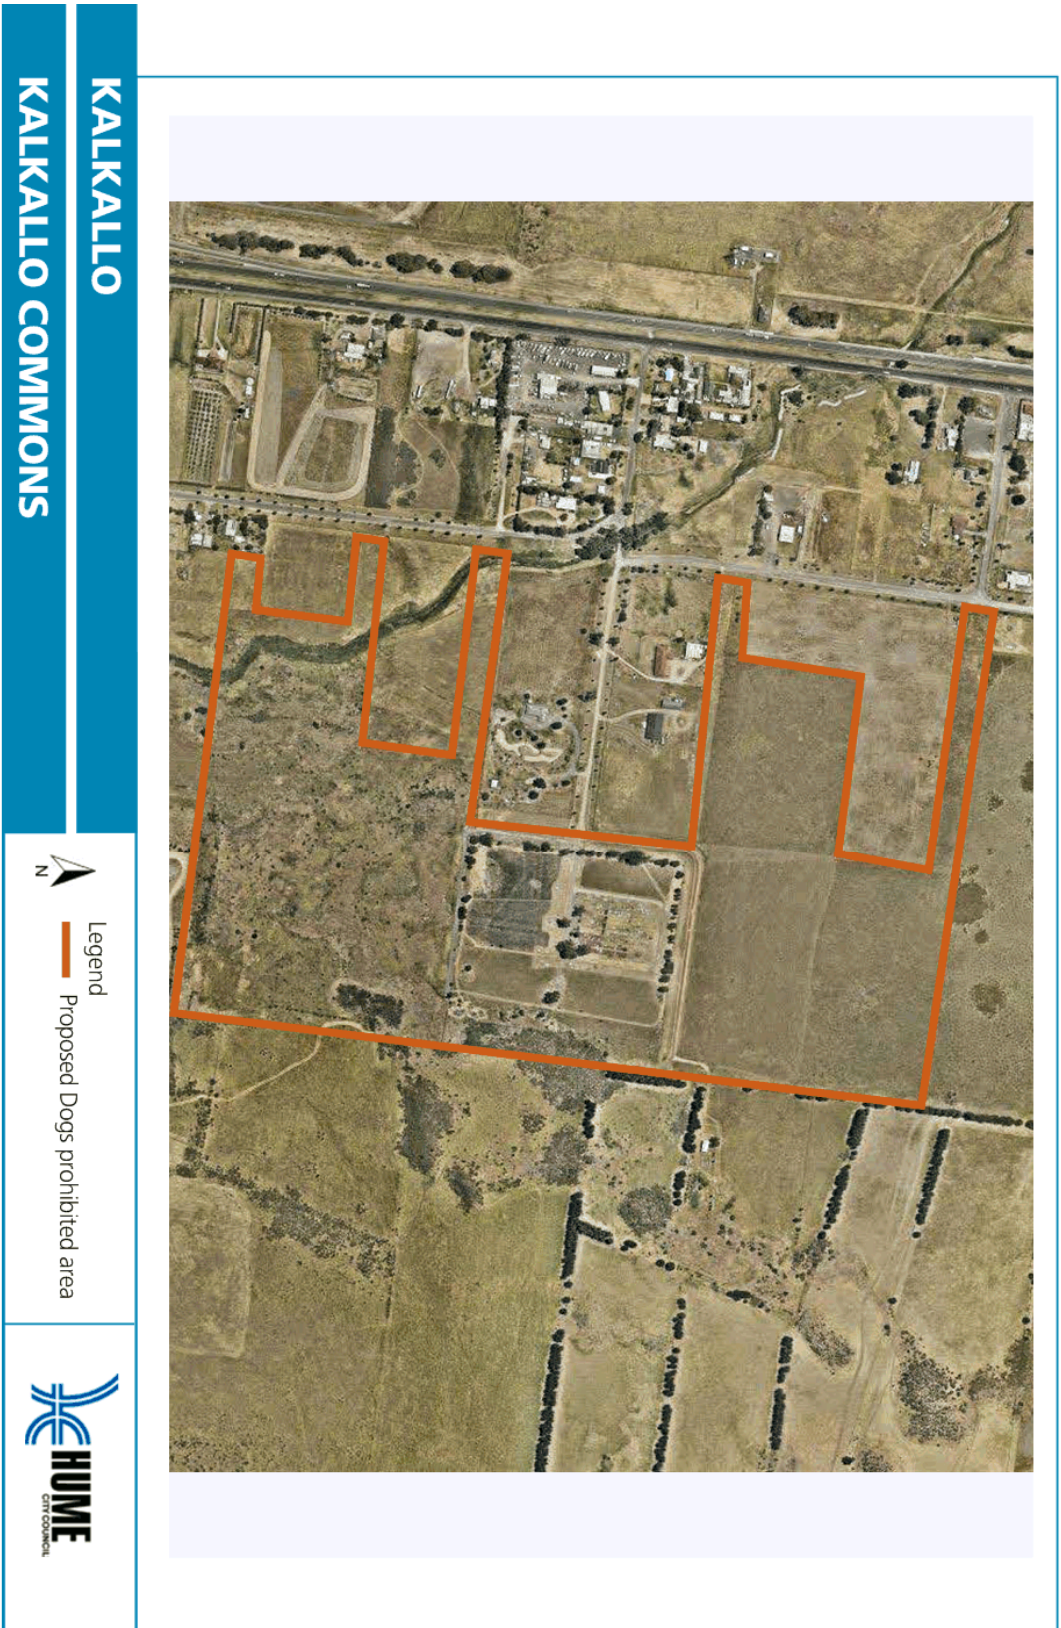 KALKALLO
KALKALLO COMMONS
Legend
Proposed Dogs prohibited area
N
HUME
CITY COUNCIL